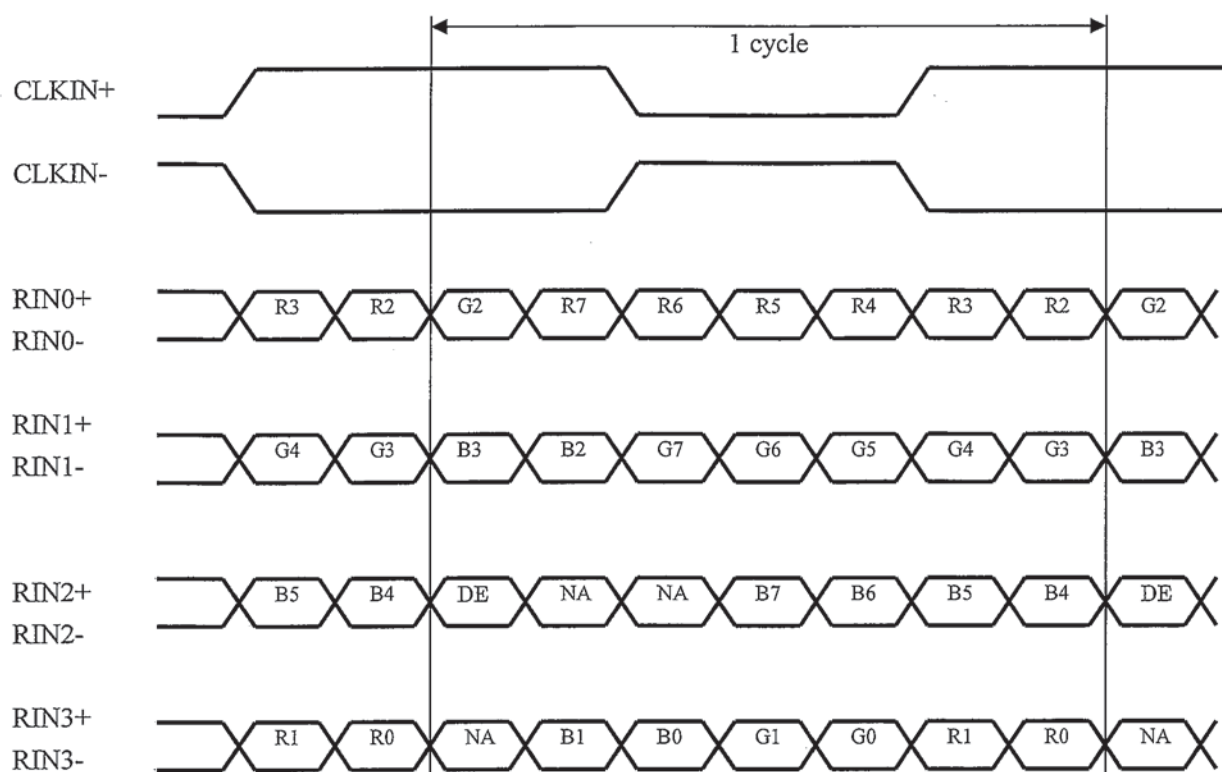 1 cycle
CLKIN+
CLKIN-
RIN0+
RIN0-
R3 R2 G2 R7 R6 R5 R4 R3 R2 G2
RIN1+
RIN1-
G4 G3 B3 B2 G7 G6 G5 G4 G3 B3
RIN2+
RIN2-
B5 B4 DE NA NA B7 B6 B5 B4 DE
RIN3+
RIN3-
R1 R0 NA B1 B0 G1 G0 R1 R0 NA